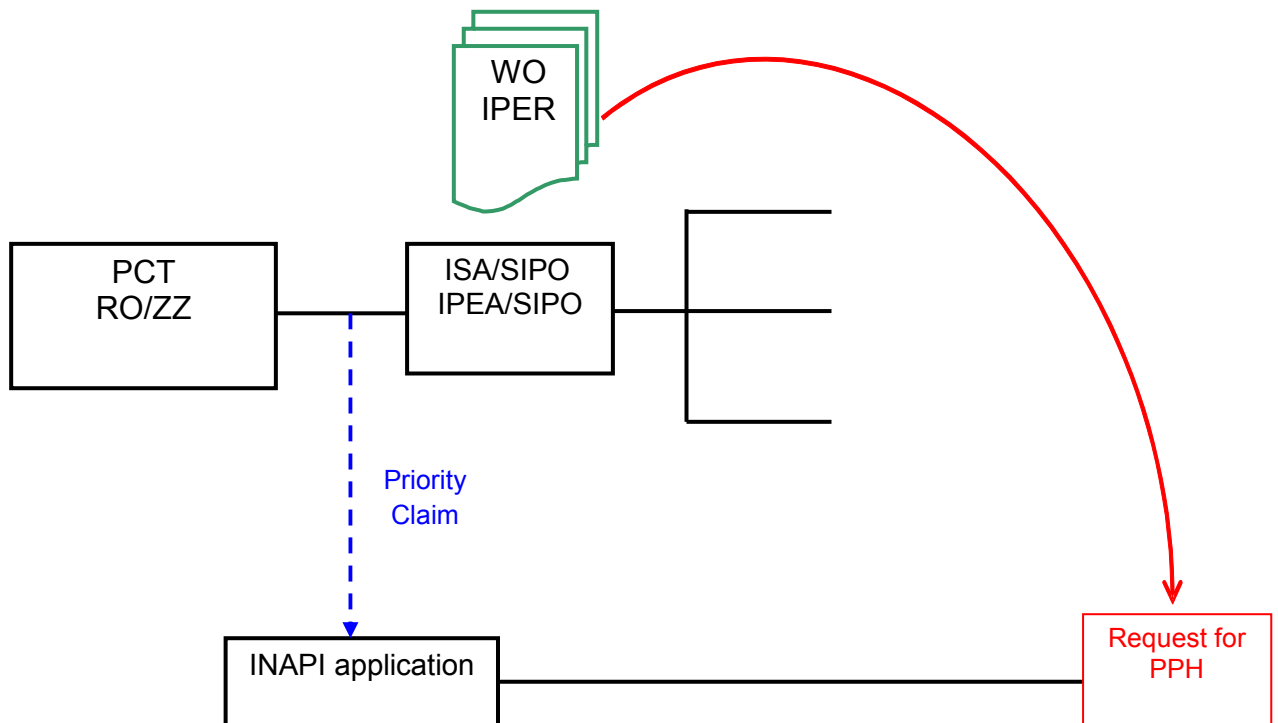 WO
IPER
PCT
RO/ZZ
ISA/SIPO
IPEA/SIPO
Priority
Claim
INAPI application
Request for
PPH